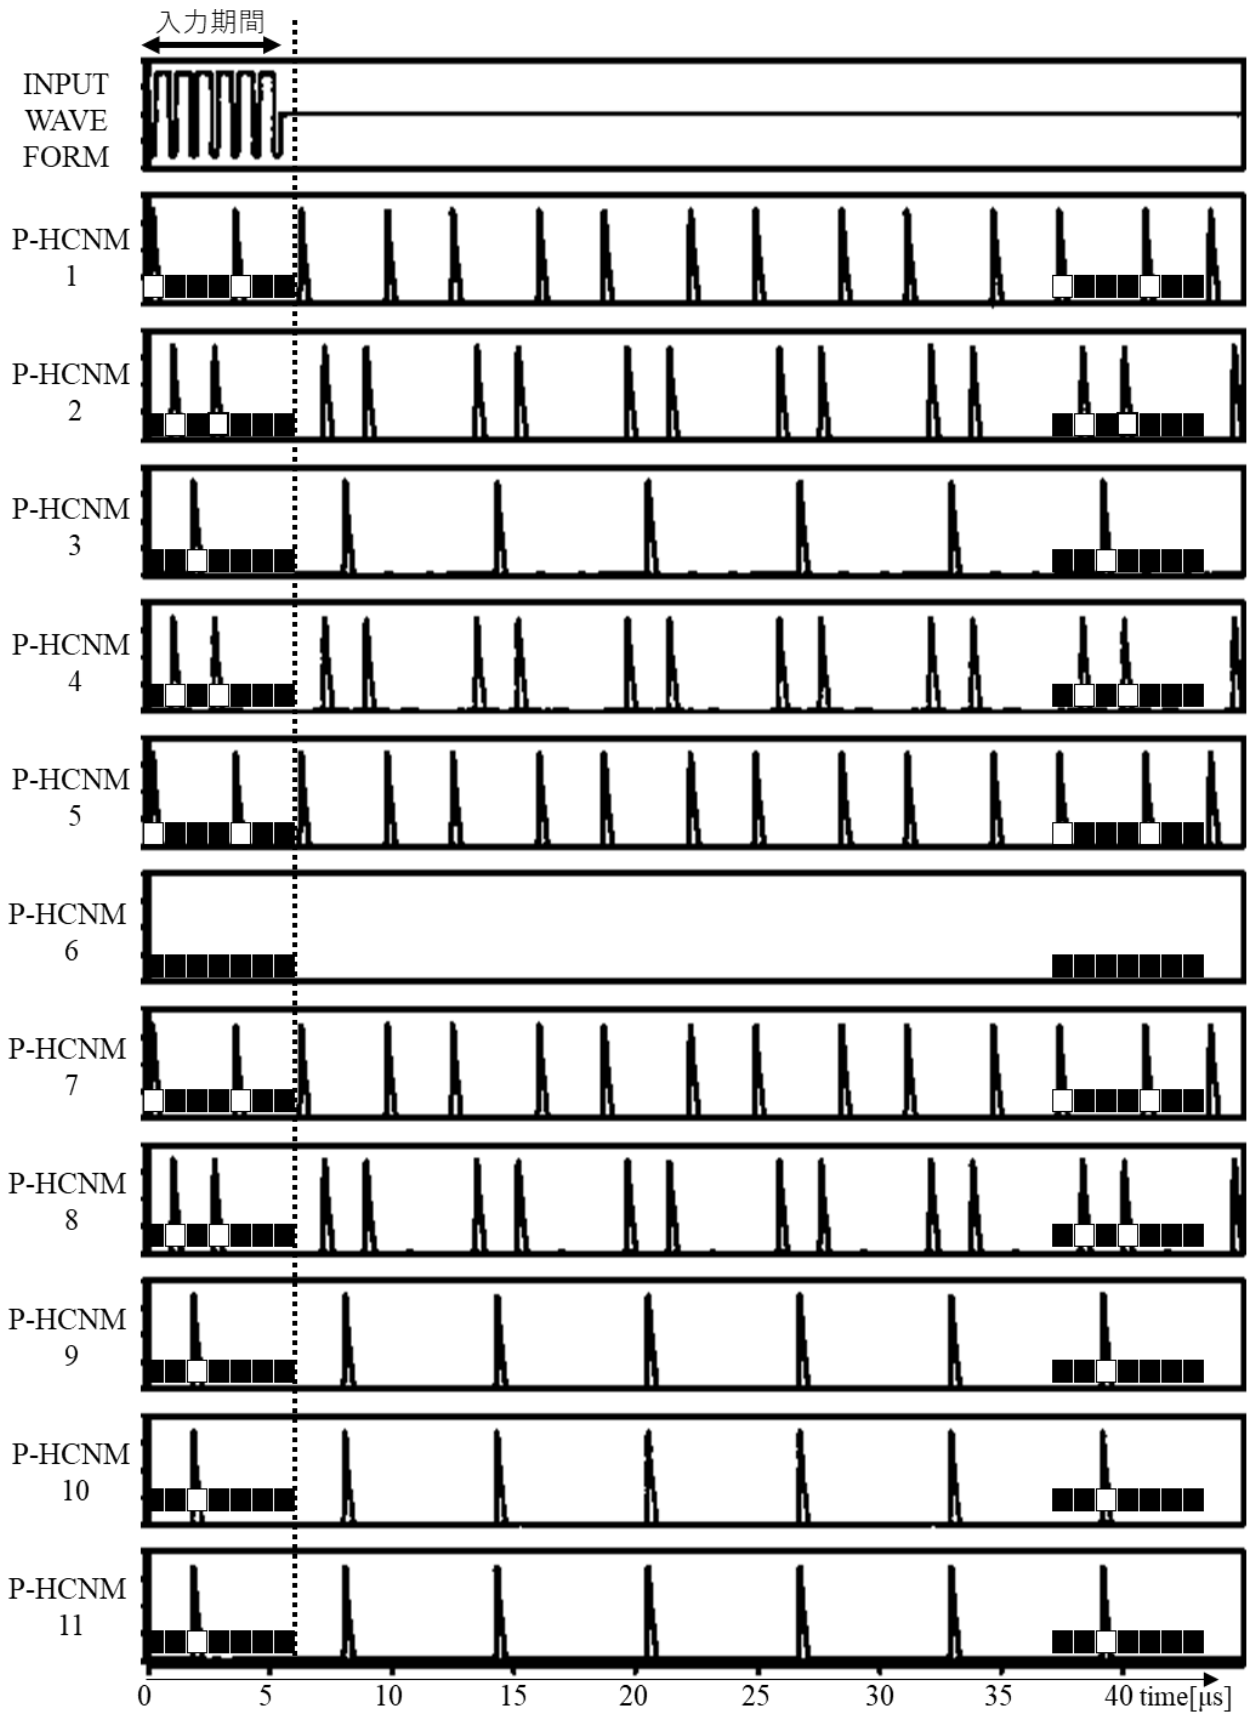 入力期間
INPUT
WAVE
FORM
P-HCNM
1
P-HCNM
2
P-HCNM
3
P-HCNM
4
P-HCNM
5
P-HCNM
6
P-HCNM
7
P-HCNM
8
P-HCNM
9
P-HCNM
10
P-HCNM
11
0 5 10 15 20 25 30 35 40 time[μs]